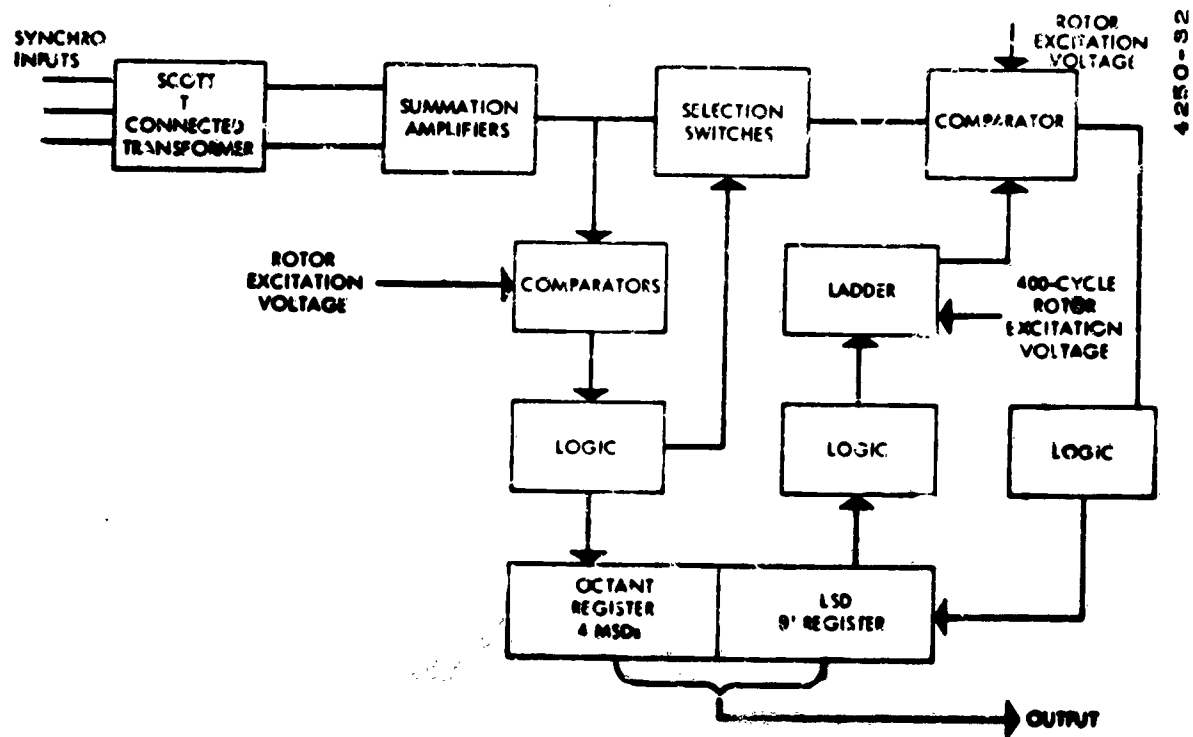 SYNCHRO
INPUTS
SCOTT
T
CONNECTED
TRANSFORMER
SUMMATION
AMPLIFIERS
SELECTION
SWITCHES
ROTOR
EXCITATION
VOLTAGE
COMPARATOR
4250-32
ROTOR
EXCITATION
VOLTAGE
COMPARATORS
LADDER
400-CYCLE
ROTOR
EXCITATION
VOLTAGE
LOGIC
LOGIC
LOGIC
OCTANT
REGISTER
4 MSDs
LSD
REGISTER
OUTPUT